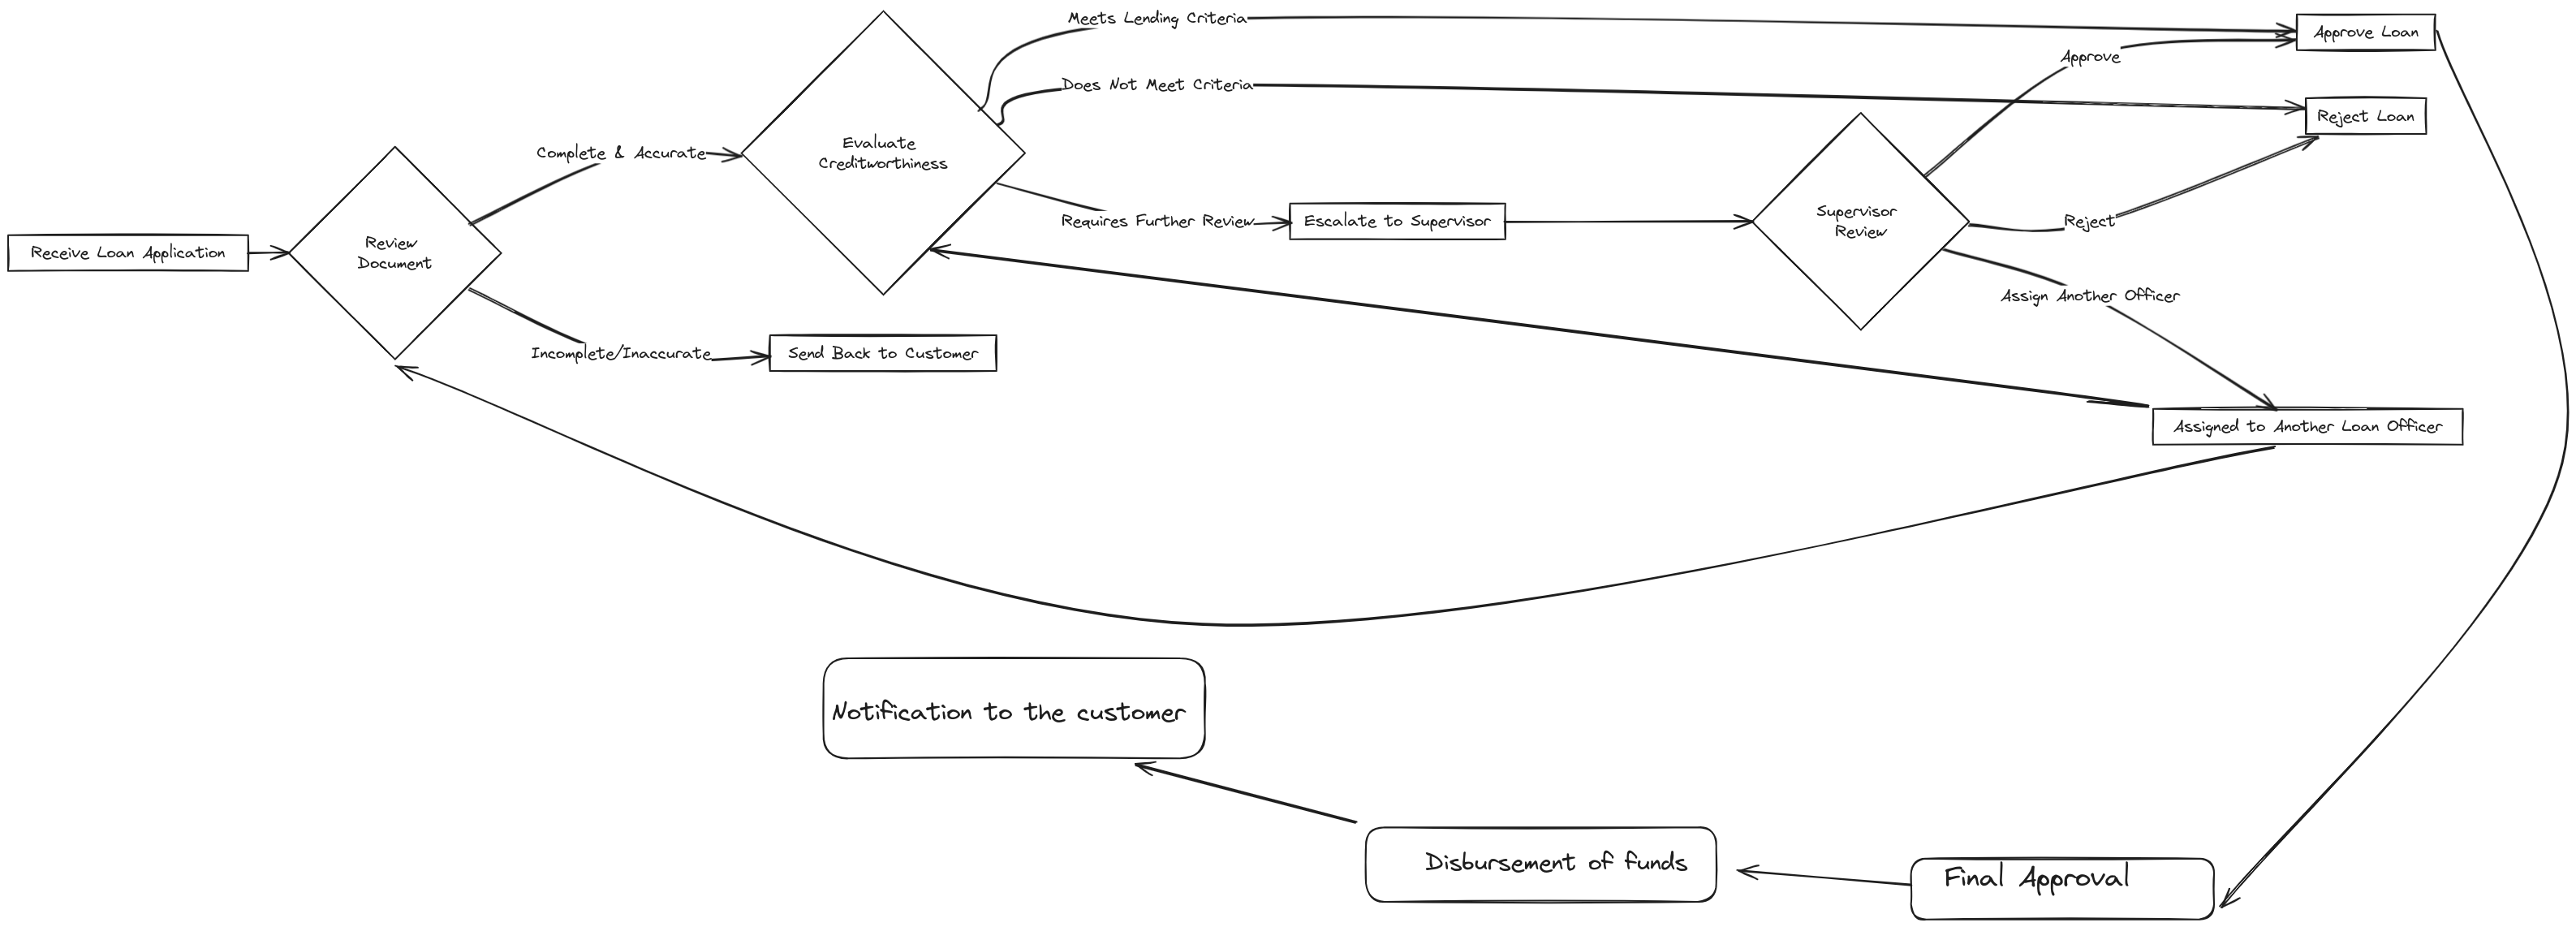 Meets Lending Criteria
Approve Loan
Approve
Does Not Meet Criteria
Reject Loan
Evaluate
Creditworthiness
Complete & Accurate
Supervisor
Review
Requires Further Review
Escalate to Supervisor
Reject
Review
Document
Receive Loan Application
Assign Another Officer
Incomplete/Inaccurate
Send Back to Customer
Assigned to Another Loan Officer
Notification to the customer
Disbursement of funds
Final Approval